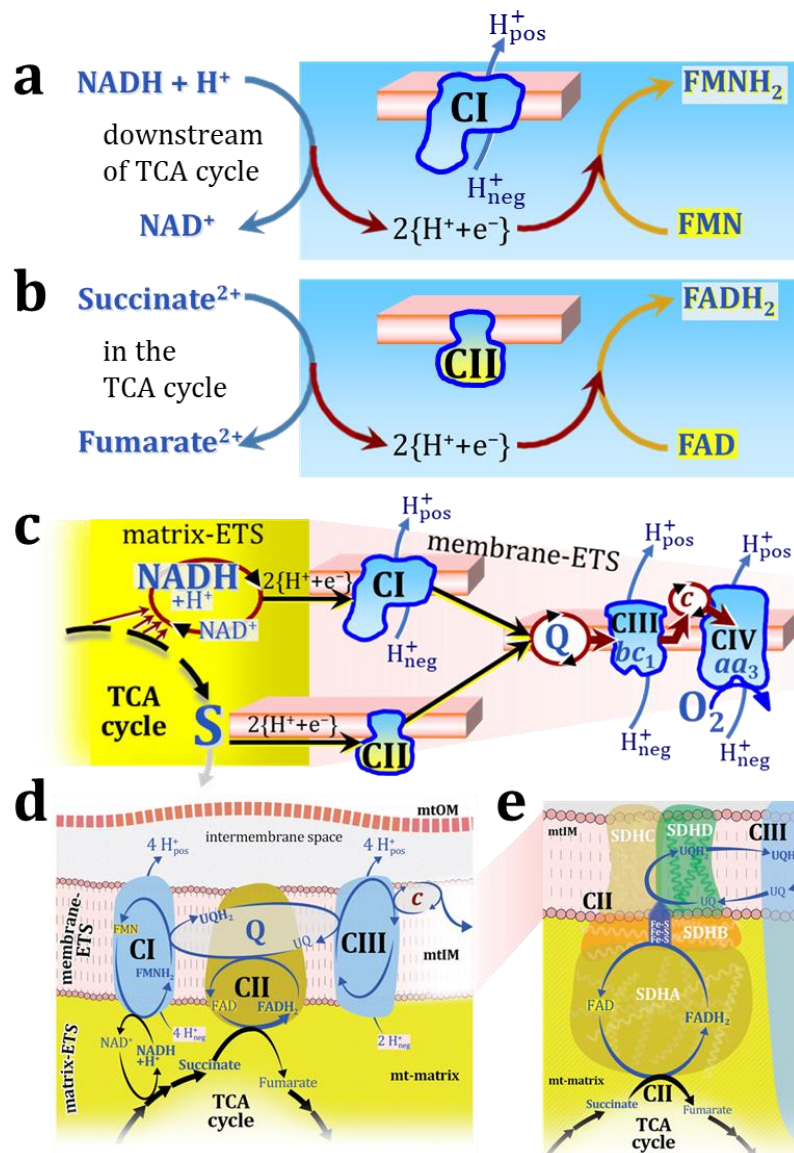 a
NADH + H⁺
downstream
of TCA cycle
NAD⁺
H⁺pos
CI
H⁺neg
2{H⁺+e⁻}
FMNH₂
FMN
b
Succinate²⁺
in the
TCA cycle
Fumarate²⁺
CII
2{H⁺+e⁻}
FADH₂
FAD
c
matrix-ETS
membrane-ETS
NADH
+H⁺
NAD⁺
2{H⁺+e⁻}
H⁺pos
CI
H⁺neg
TCA
cycle
S
2{H⁺+e⁻}
CII
Q
H⁺pos
CIII
bc₁
H⁺neg
c
H⁺pos
CIV
aa₃
O₂
H⁺neg
d
mtOM
intermembrane space
4 H⁺pos
4 H⁺pos
membrane-ETS
matrix-ETS
FMN
CI
FMNH₂
UQH₂
Q
UQ
CIII
c
mtIM
CII
FAD
FADH₂
4 H⁺neg
2 H⁺neg
NAD⁺
NADH
+H⁺
Succinate
Fumarate
mt-matrix
TCA
cycle
e
mtIM
SDHC
SDHD
CIII
UQH₂
UQH
UQ
UQ
CII
SDHB
SDHA
FAD
FADH₂
mt-matrix
CII
Succinate
Fumarate
TCA
cycle